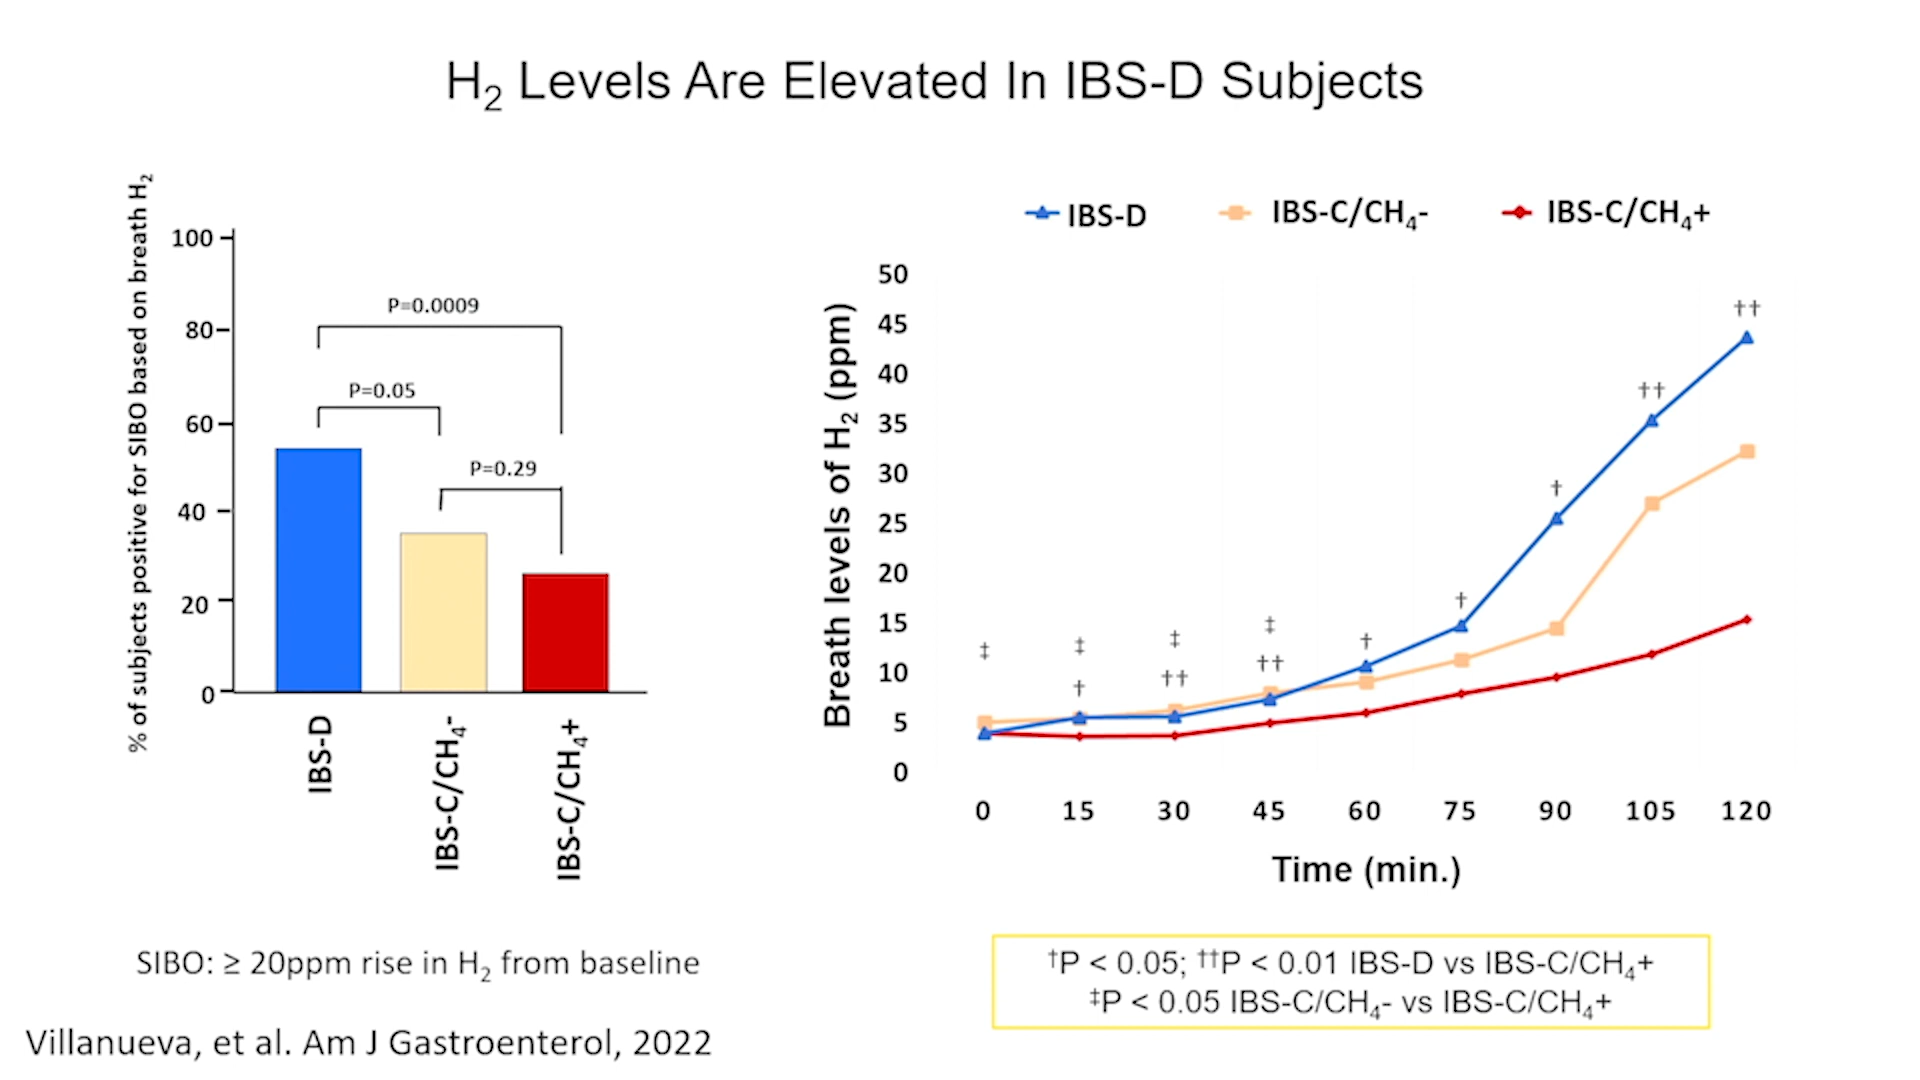 H₂ Levels Are Elevated In IBS-D Subjects
% of subjects positive for SIBO based on breath H₂
100
80
60
40
20
0
P=0.0009
P=0.05
P=0.29
IBS-D
IBS-C/CH₄-
IBS-C/CH₄+
SIBO: ≥ 20ppm rise in H₂ from baseline
Villanueva, et al. Am J Gastroenterol, 2022
IBS-D IBS-C/CH₄- IBS-C/CH₄+
Breath levels of H₂ (ppm)
50
45
40
35
30
25
20
15
10
5
0
‡ ‡ ‡ ‡ † † † †† ††
† †† ††
0 15 30 45 60 75 90 105 120
Time (min.)
†P < 0.05; ††P < 0.01 IBS-D vs IBS-C/CH₄+
‡P < 0.05 IBS-C/CH₄- vs IBS-C/CH₄+